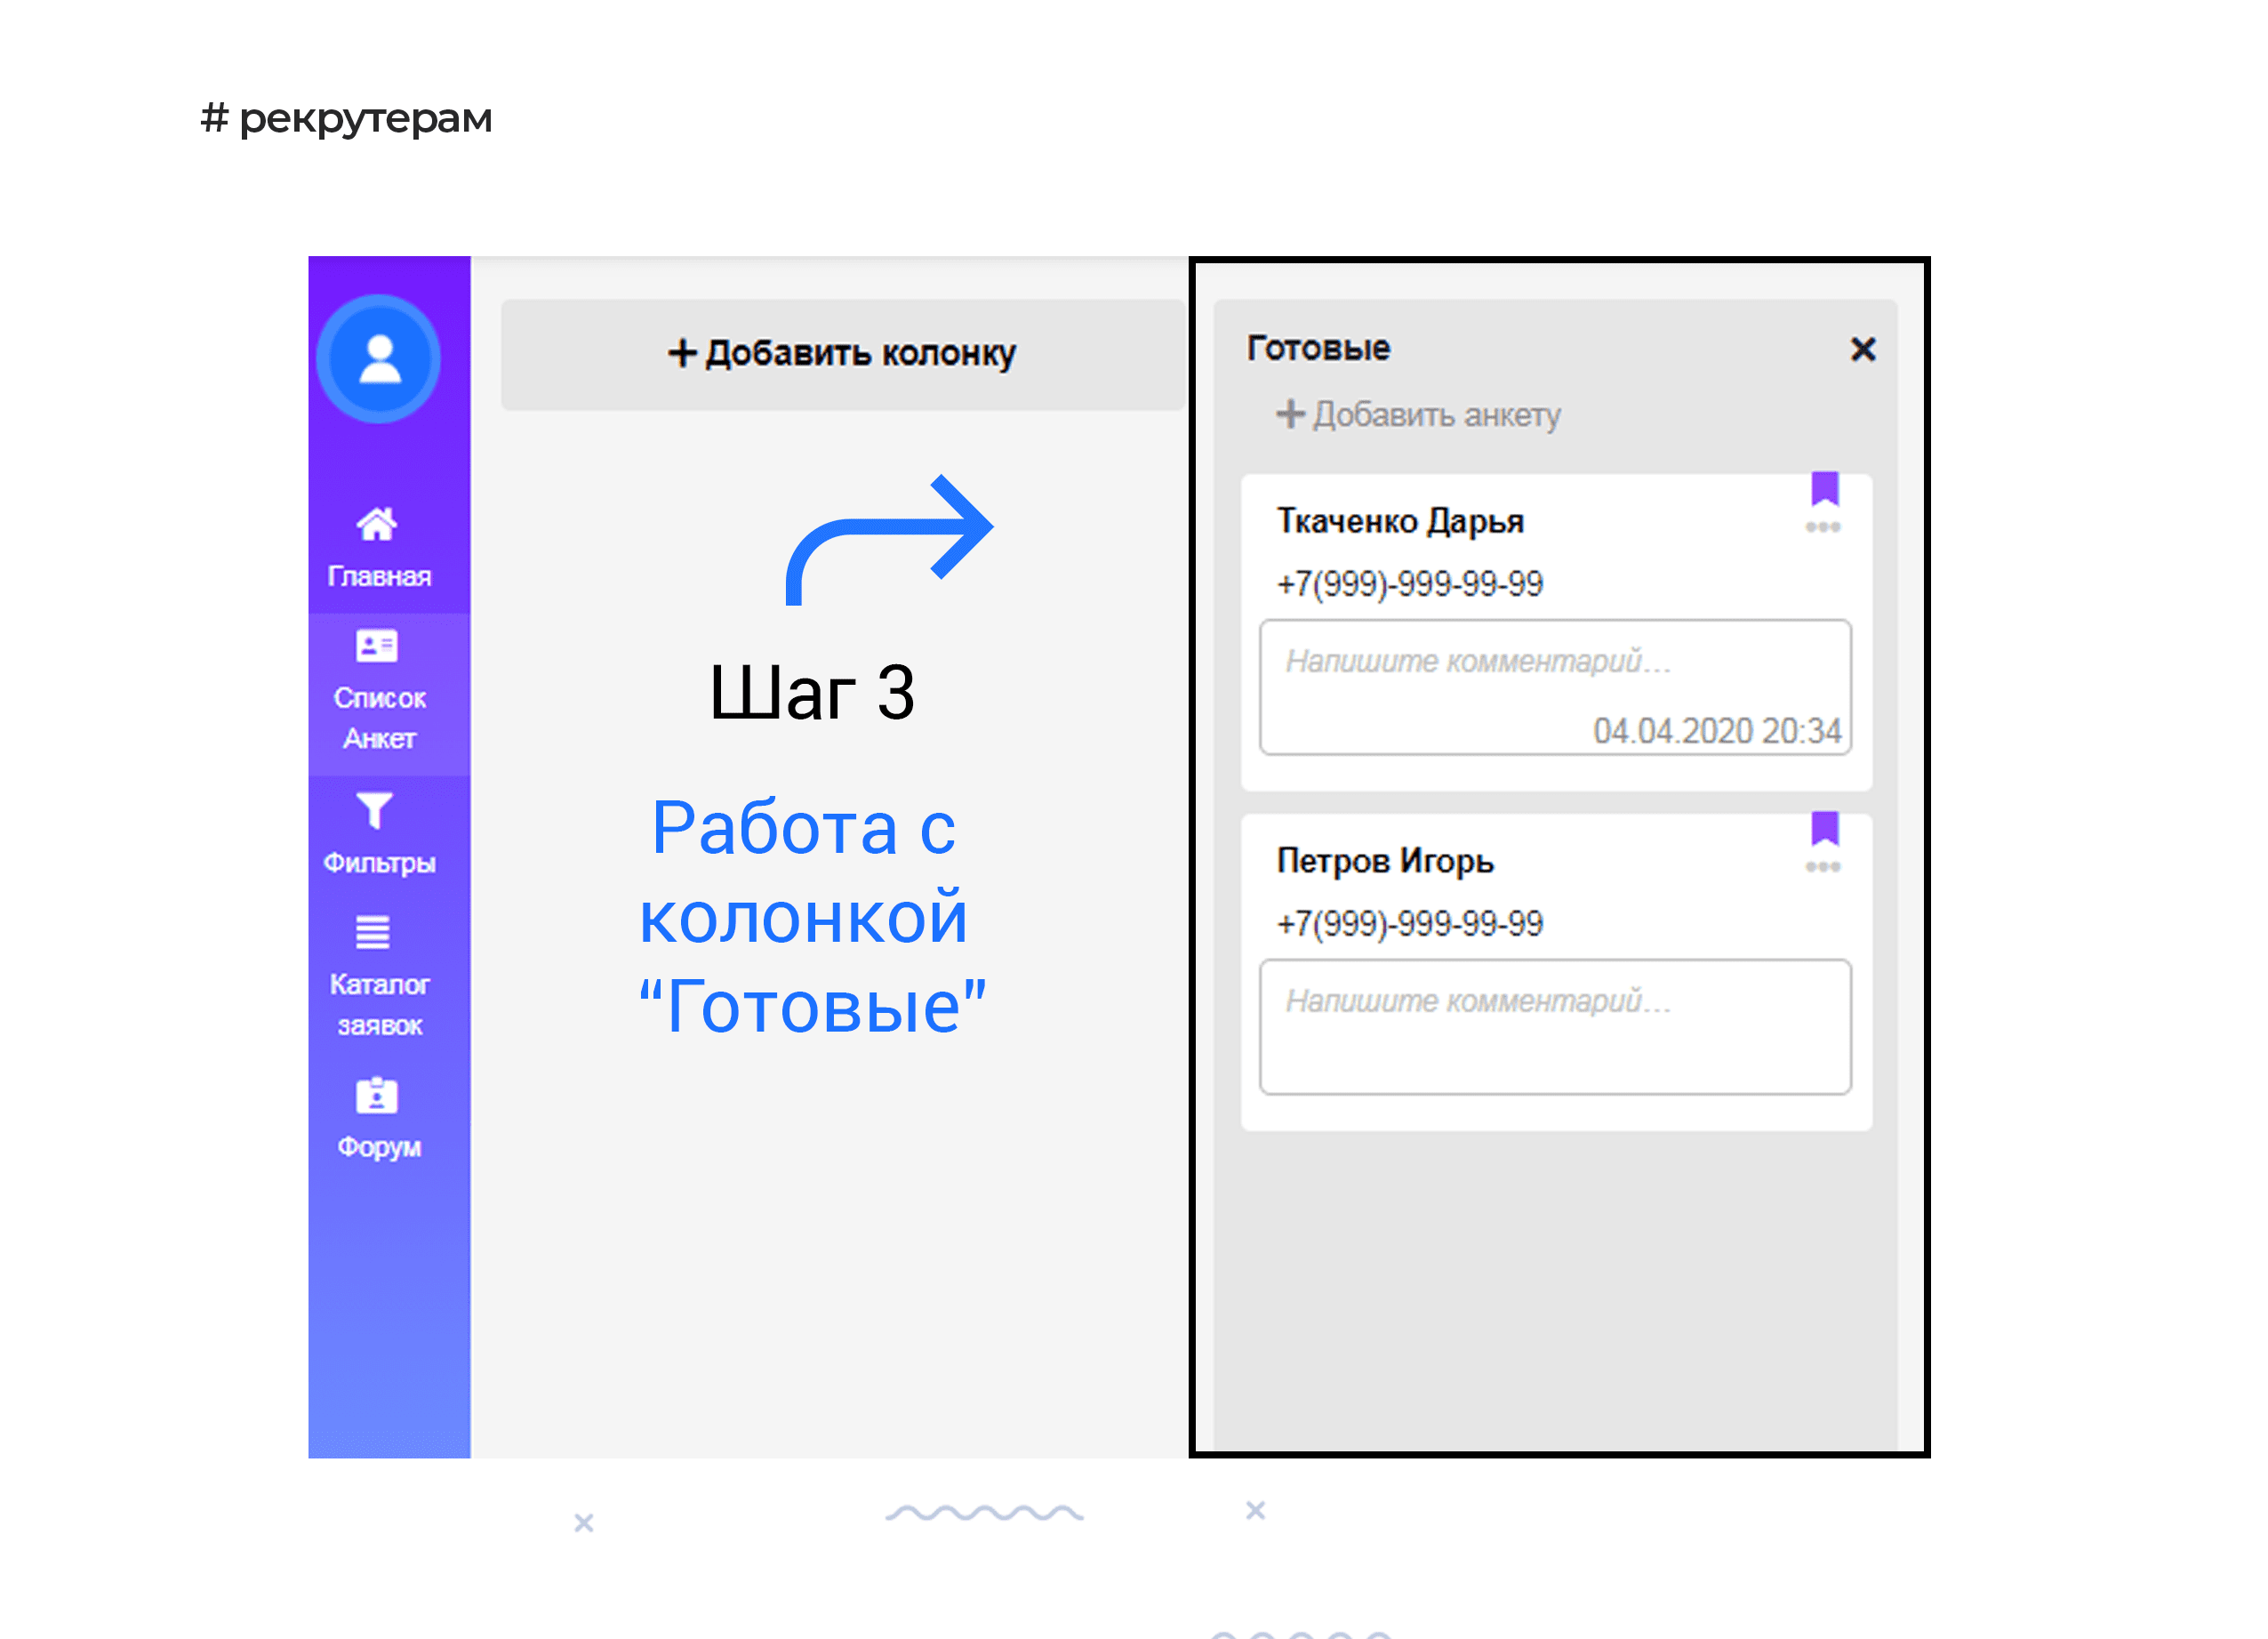 # рекрутерам
Главная
Список
Анкет
Фильтры
Каталог
заявок
Форум
+ Добавить колонку
Шаг 3
Работа с
колонкой
“Готовые”
Готовые
+ Добавить анкету
Ткаченко Дарья
+7(999)-999-99-99
Напишите комментарий...
04.04.2020 20:34
Петров Игорь
+7(999)-999-99-99
Напишите комментарий...